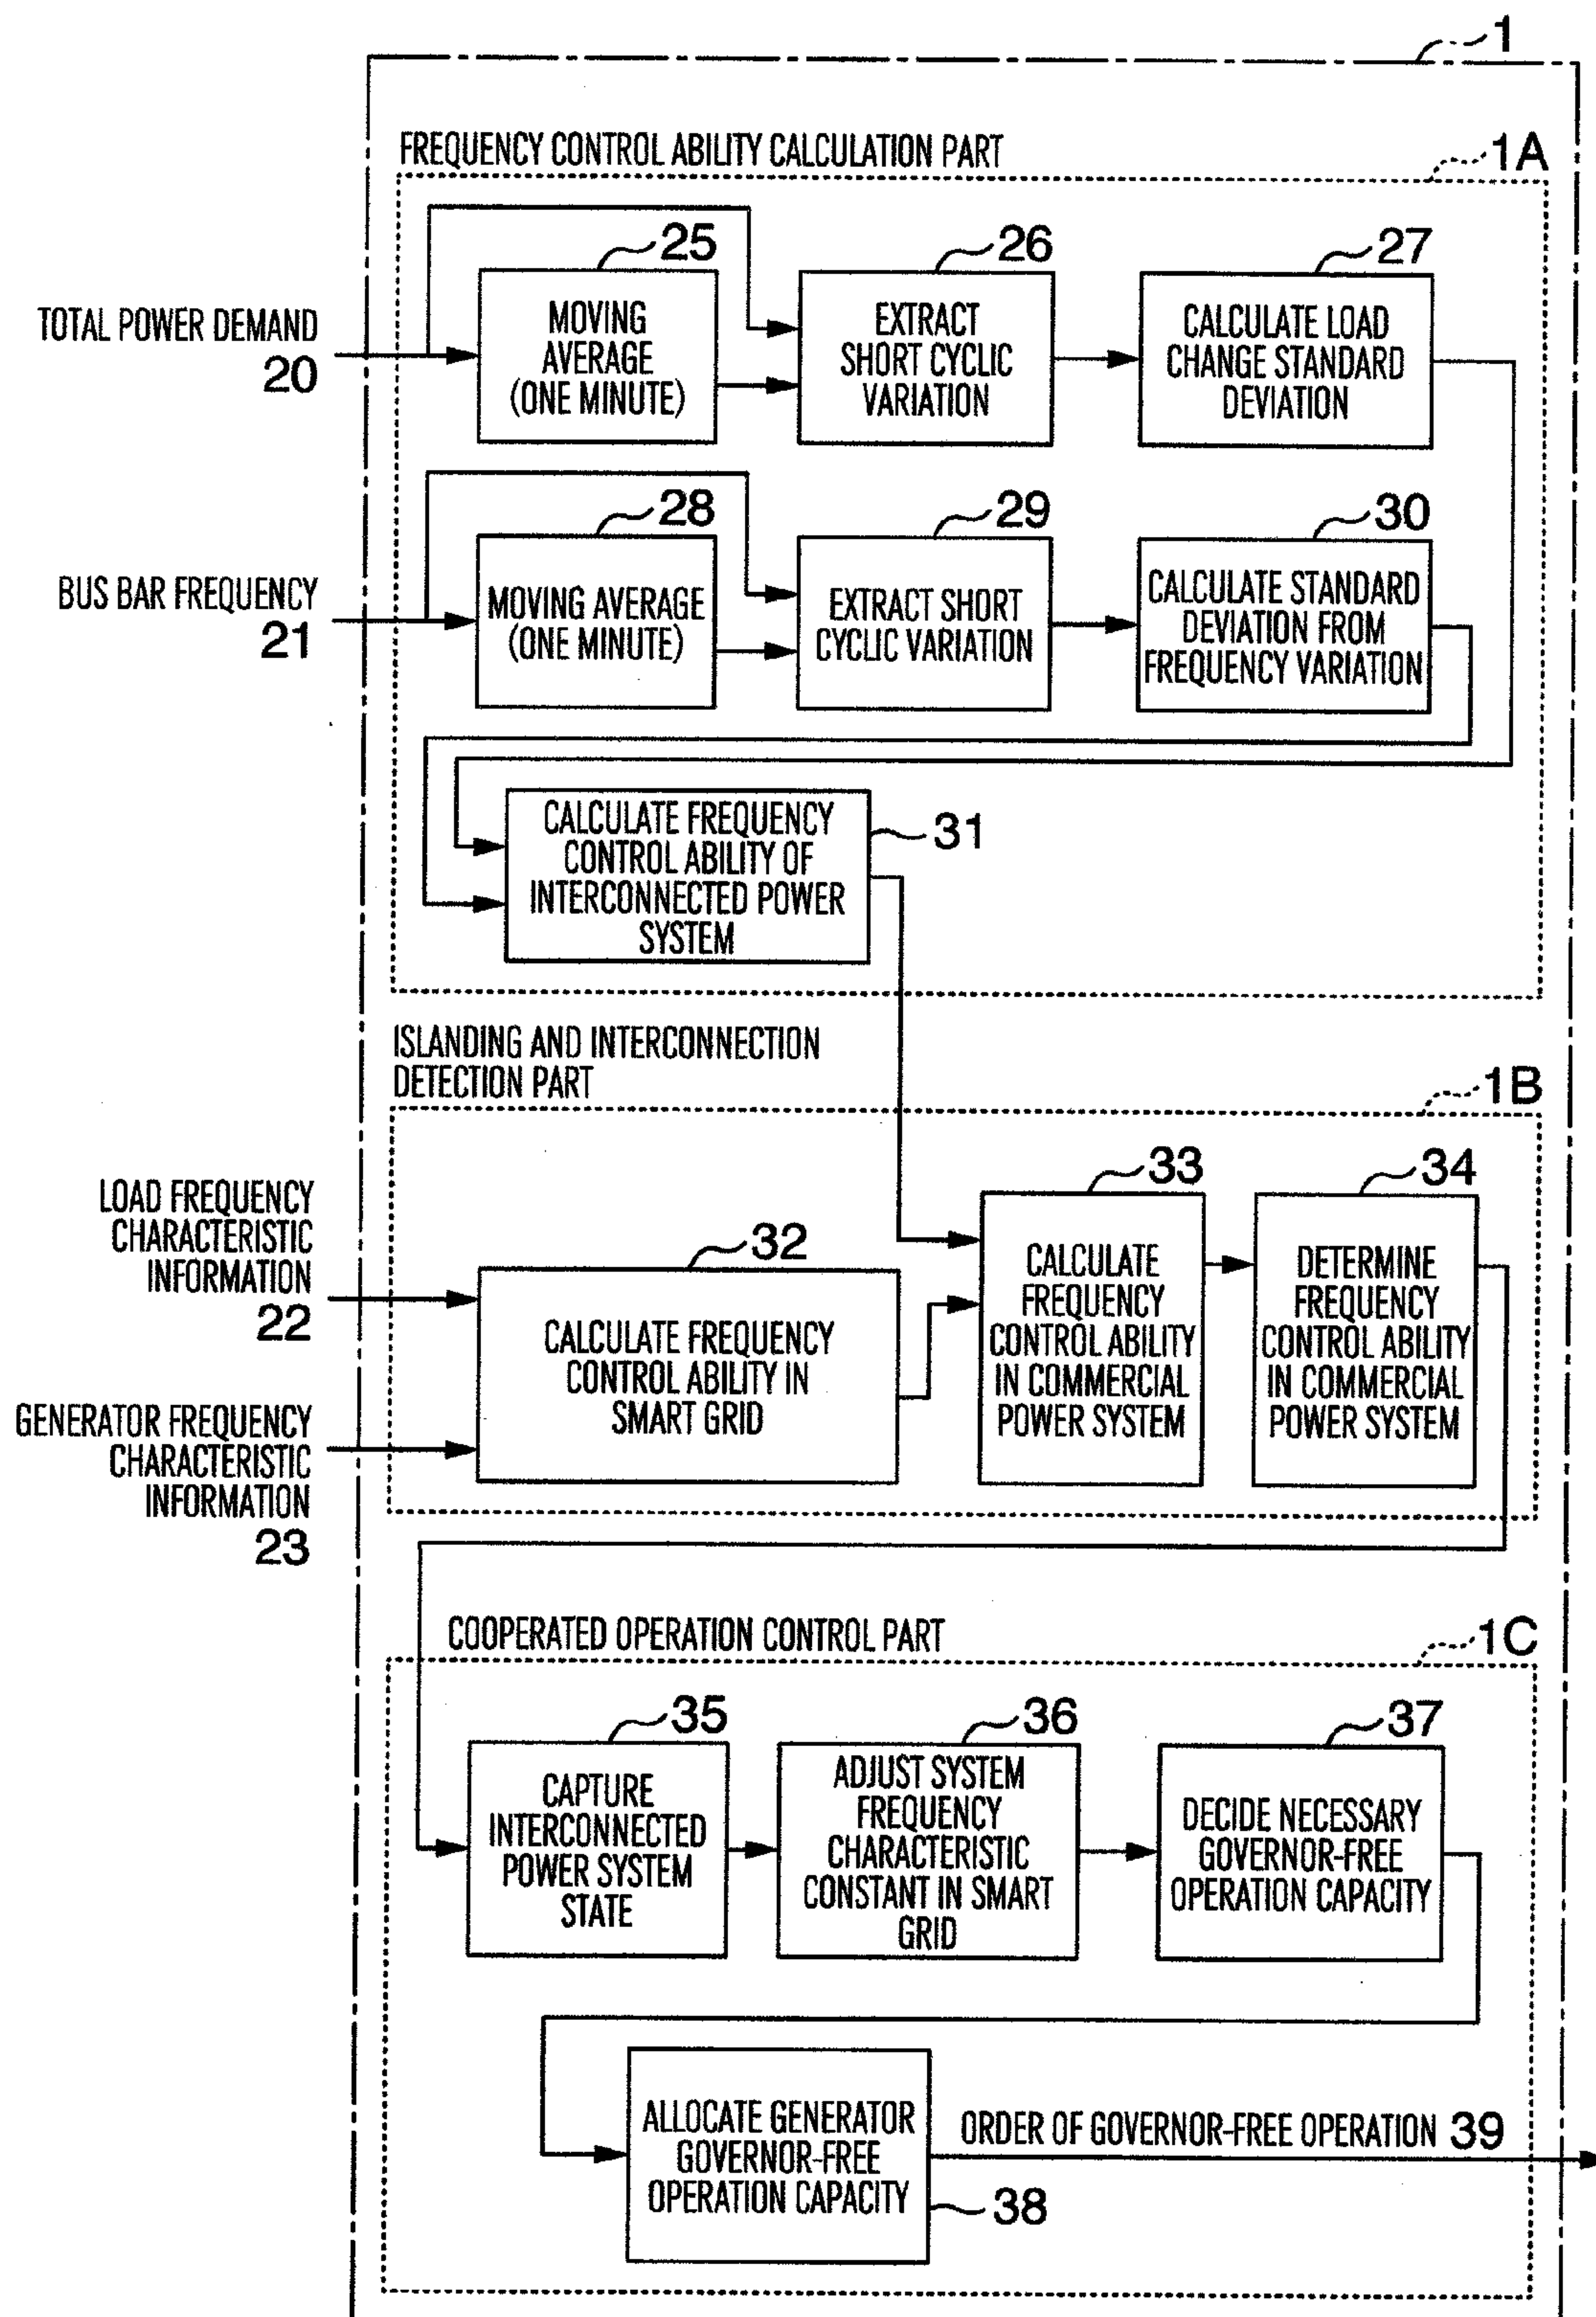 1
FREQUENCY CONTROL ABILITY CALCULATION PART
1A
25
26
27
TOTAL POWER DEMAND
20
MOVING
AVERAGE
(ONE MINUTE)
EXTRACT
SHORT CYCLIC
VARIATION
CALCULATE LOAD
CHANGE STANDARD
DEVIATION
28
29
30
BUS BAR FREQUENCY
21
MOVING AVERAGE
(ONE MINUTE)
EXTRACT SHORT
CYCLIC VARIATION
CALCULATE STANDARD
DEVIATION FROM
FREQUENCY VARIATION
CALCULATE FREQUENCY
CONTROL ABILITY OF
INTERCONNECTED POWER
SYSTEM
31
ISLANDING AND INTERCONNECTION
DETECTION PART
1B
LOAD FREQUENCY
CHARACTERISTIC
INFORMATION
22
GENERATOR FREQUENCY
CHARACTERISTIC
INFORMATION
23
32
CALCULATE FREQUENCY
CONTROL ABILITY IN
SMART GRID
33
CALCULATE
FREQUENCY
CONTROL ABILITY
IN COMMERCIAL
POWER SYSTEM
34
DETERMINE
FREQUENCY
CONTROL ABILITY
IN COMMERCIAL
POWER SYSTEM
COOPERATED OPERATION CONTROL PART
1C
35
CAPTURE
INTERCONNECTED
POWER SYSTEM
STATE
36
ADJUST SYSTEM
FREQUENCY
CHARACTERISTIC
CONSTANT IN SMART
GRID
37
DECIDE NECESSARY
GOVERNOR-FREE
OPERATION CAPACITY
ALLOCATE GENERATOR
GOVERNOR-FREE
OPERATION CAPACITY
38
ORDER OF GOVERNOR-FREE OPERATION 39